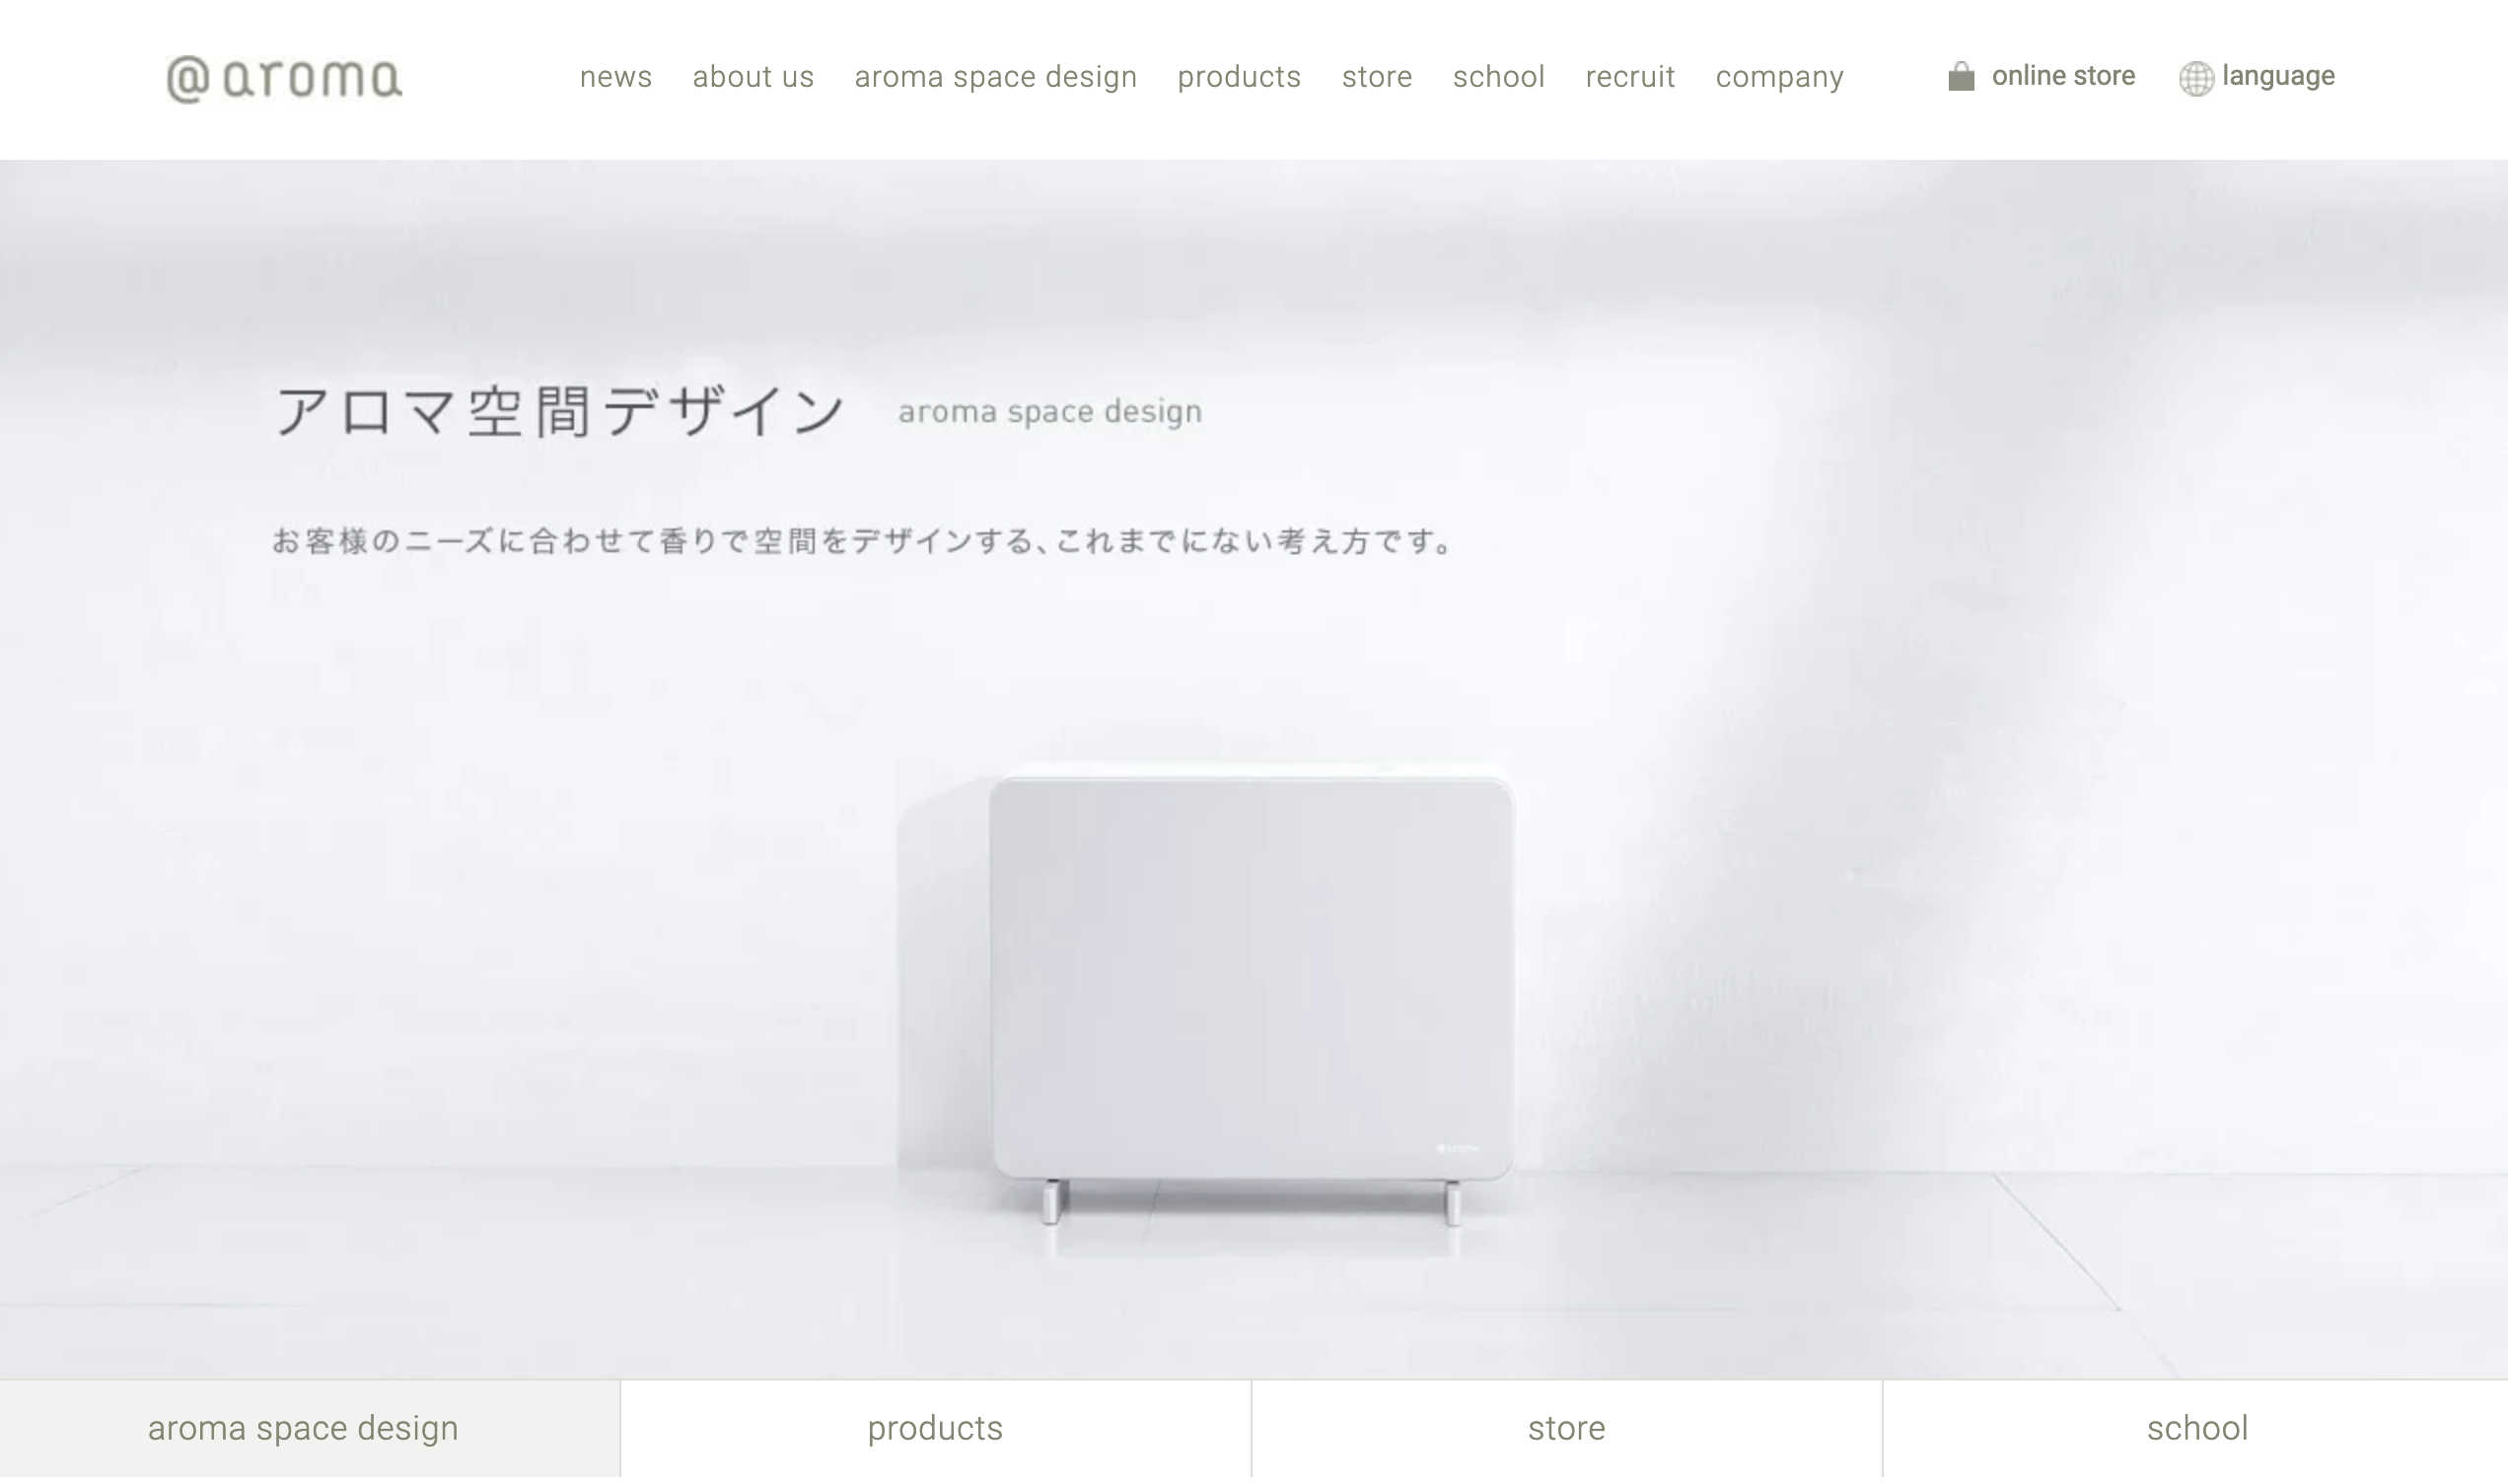 @aroma
news about us aroma space design products store school recruit company online store language
アロマ空間デザイン aroma space design
お客様のニーズに合わせて香りで空間をデザインする、これまでにない考え方です。
@aroma
aroma space design products store school